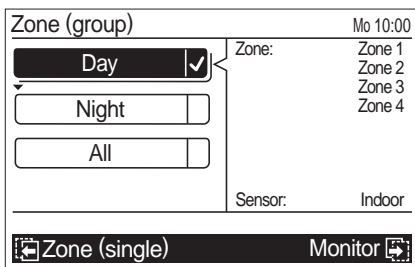 Zone (group) Mo 10:00
Day
Night
All
Zone: Zone 1
Zone 2
Zone 3
Zone 4
Sensor: Indoor
Zone (single) Monitor